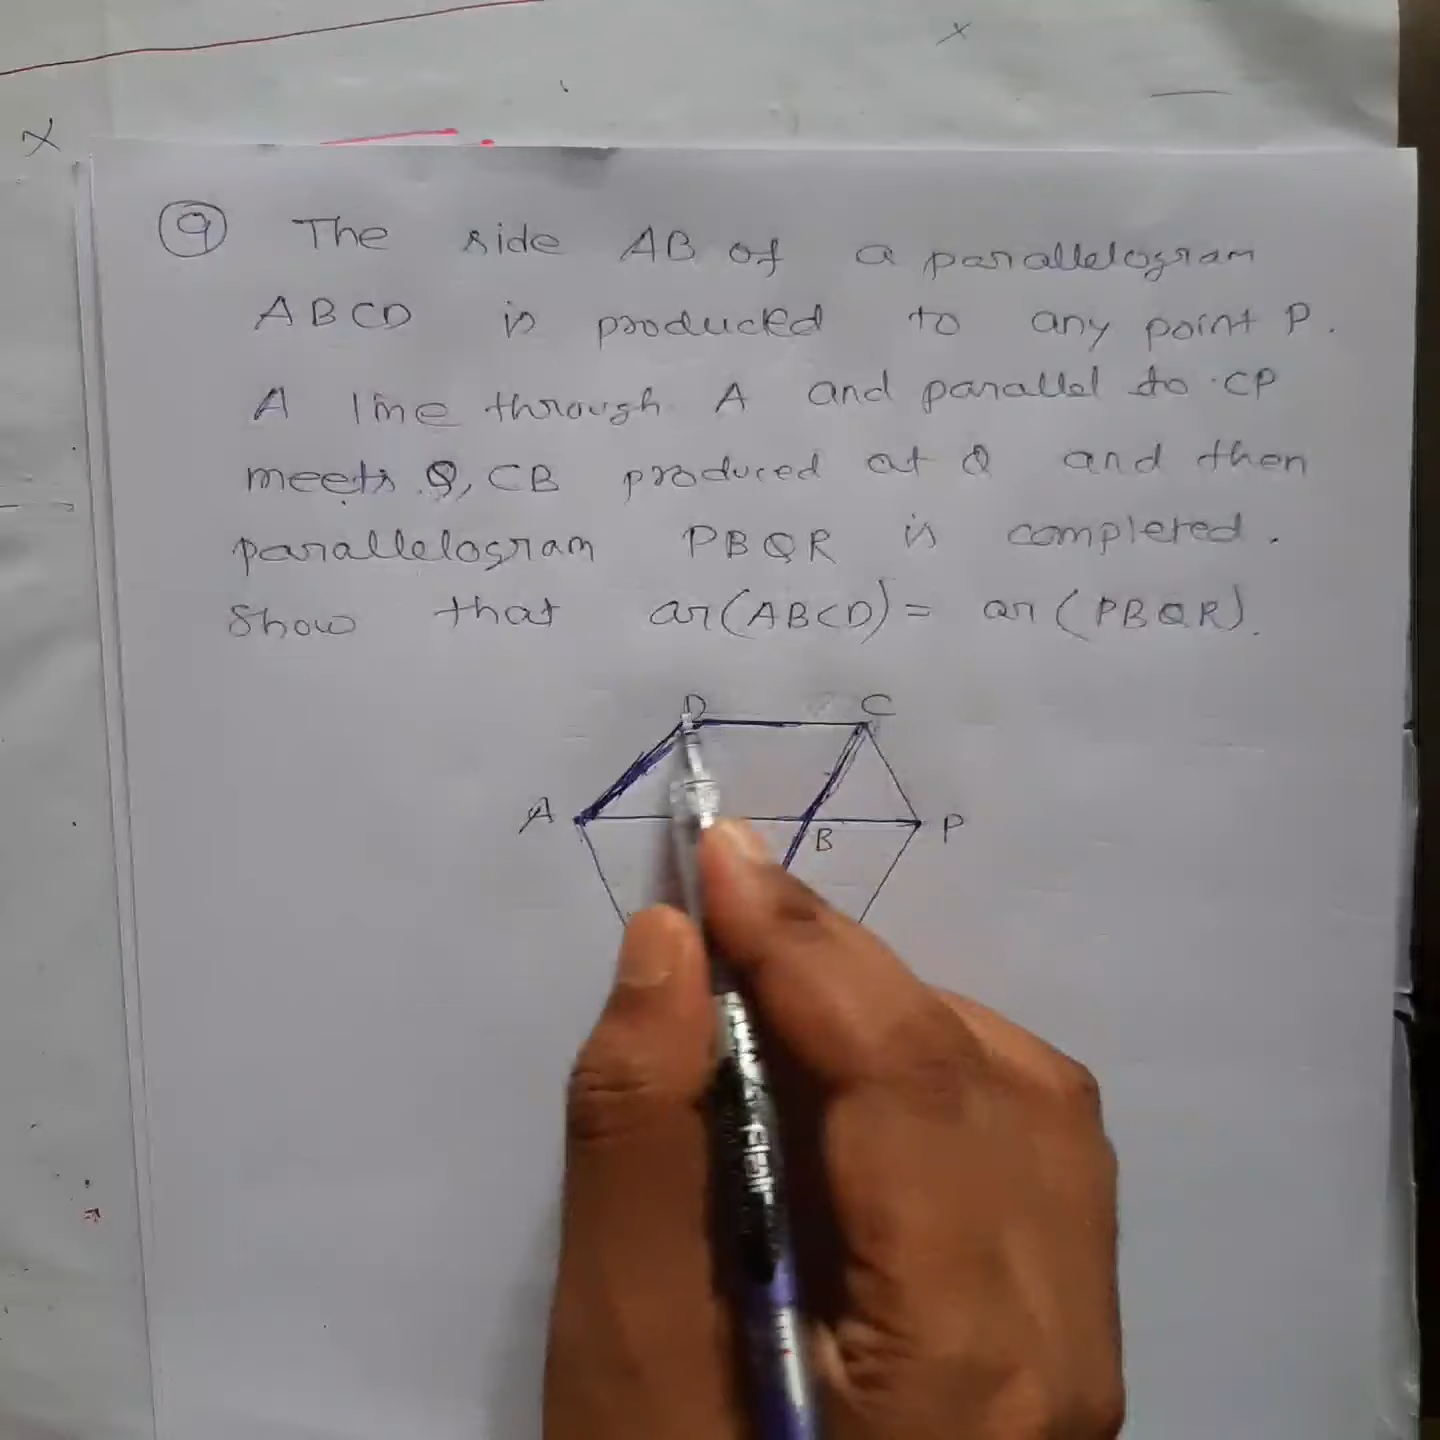 9 The side AB of a parallelogram
ABCD is produced to any point P.
A line through A and parallel to CP
meets Q, CB produced at Q and then
parallelogram PBQR is completed.
Show that ar(ABCD) = ar(PBQR).
D C
A B P